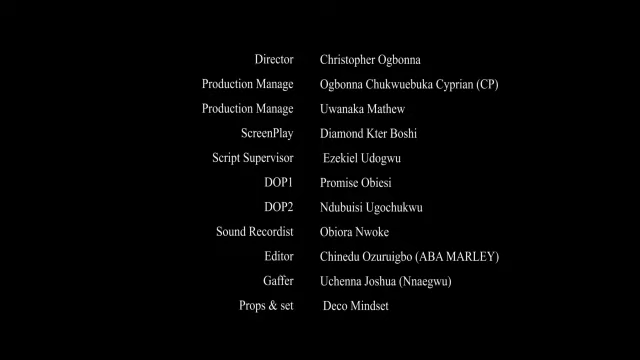 Director Christopher Ogbonna
Production Manage Ogbonna Chukwuebuka Cyprian (CP)
Production Manage Uwanaka Mathew
ScreenPlay Diamond Kter Boshi
Script Supervisor Ezekiel Udogwu
DOP1 Promise Obiesi
DOP2 Ndubuisi Ugochukwu
Sound Recordist Obiora Nwoke
Editor Chinedu Ozuruigbo (ABA MARLEY)
Gaffer Uchenna Joshua (Nnaegwu)
Props & set Deco Mindset